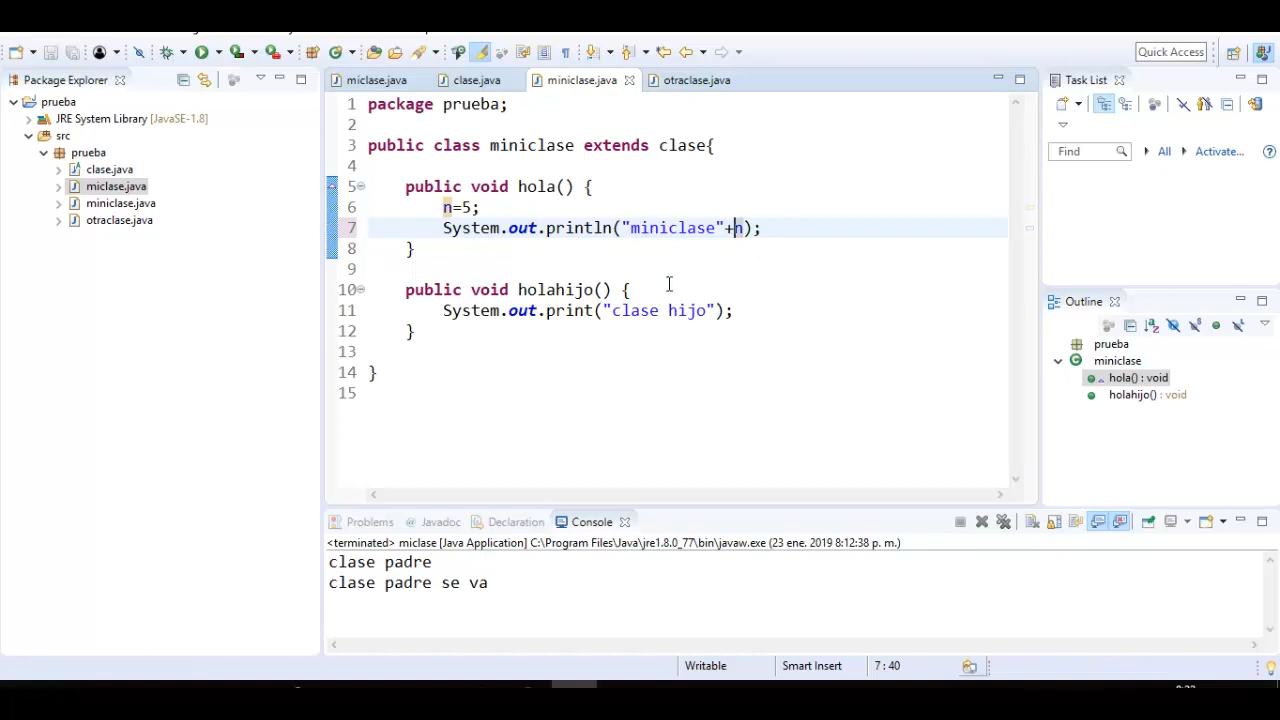 Quick Access
Package Explorer
prueba
JRE System Library [JavaSE-1.8]
src
prueba
clase.java
miclase.java
miniclase.java
otraclase.java
miclase.java
clase.java
miniclase.java
otraclase.java
1 package prueba;
2
3 public class miniclase extends clase{
4
5 public void hola() {
6 n=5;
7 System.out.println("miniclase"+n);
8 }
9
10 public void holahijo() {
11 System.out.print("clase hijo");
12 }
13
14 }
15
Task List
Find
All
Activate...
Outline
prueba
miniclase
hola() : void
holahijo() : void
Problems
Javadoc
Declaration
Console
<terminated> miclase [Java Application] C:\Program Files\Java\jre1.8.0_77\bin\javaw.exe (23 ene. 2019 8:12:38 p. m.)
clase padre
clase padre se va
Writable
Smart Insert
7 : 40